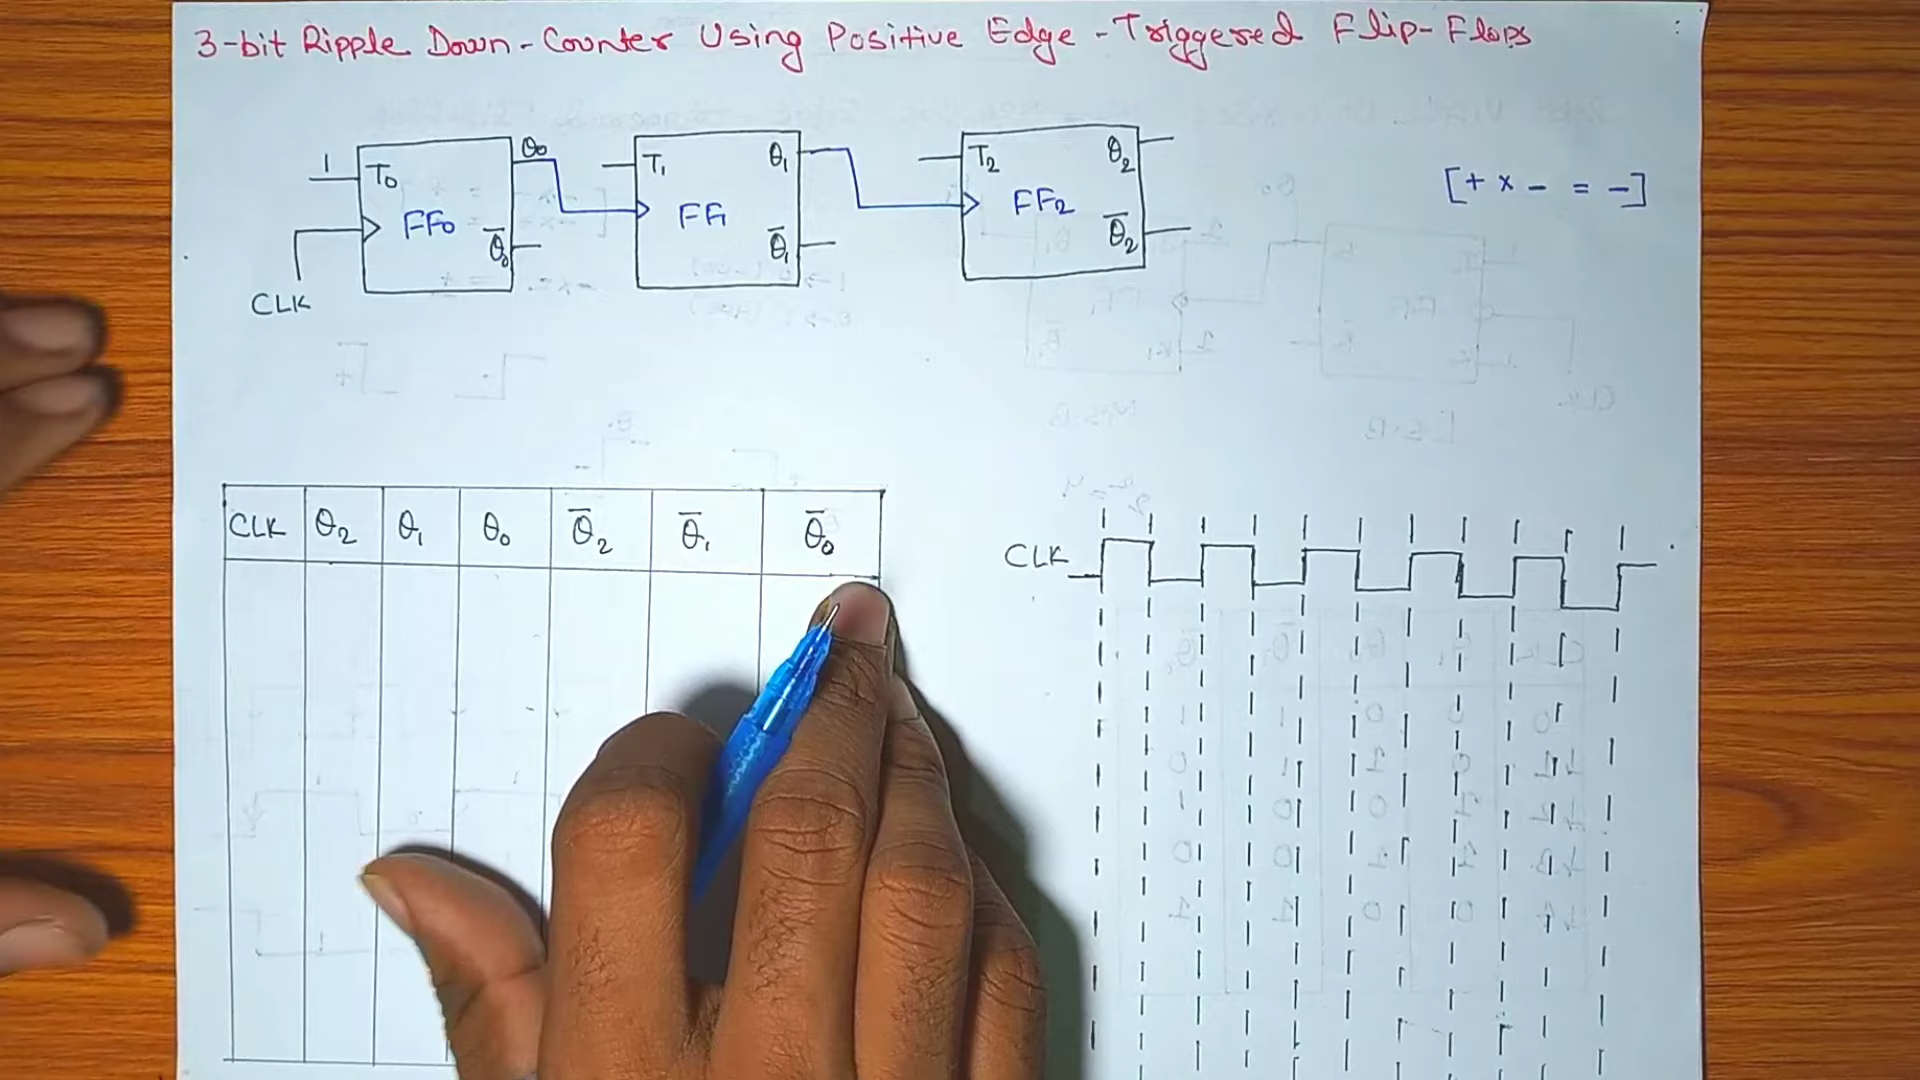 3-bit Ripple Down-Counter Using Positive Edge-Triggered Flip-Flops
1 T₀ Q₀ T₁ Q₁ T₂ Q₂
FF₀ FF₁ FF₂ [+ × - = -]
Q̅₀ Q̅₁ Q̅₂
CLK
CLK Q₂ Q₁ Q₀ Q̅₂ Q̅₁ Q̅₀
CLK